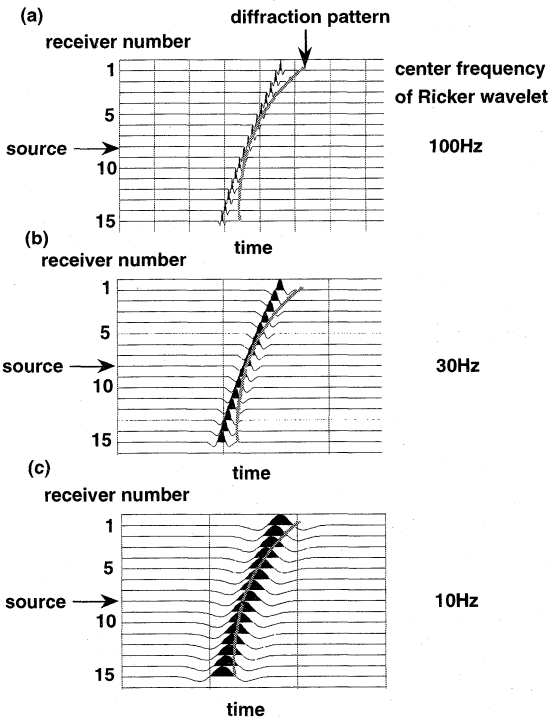 (a)
diffraction pattern
receiver number
center frequency
of Ricker wavelet
1
5
source
10
15
100Hz
time
(b)
receiver number
1
5
source
10
15
30Hz
time
(c)
receiver number
1
5
source
10
15
10Hz
time